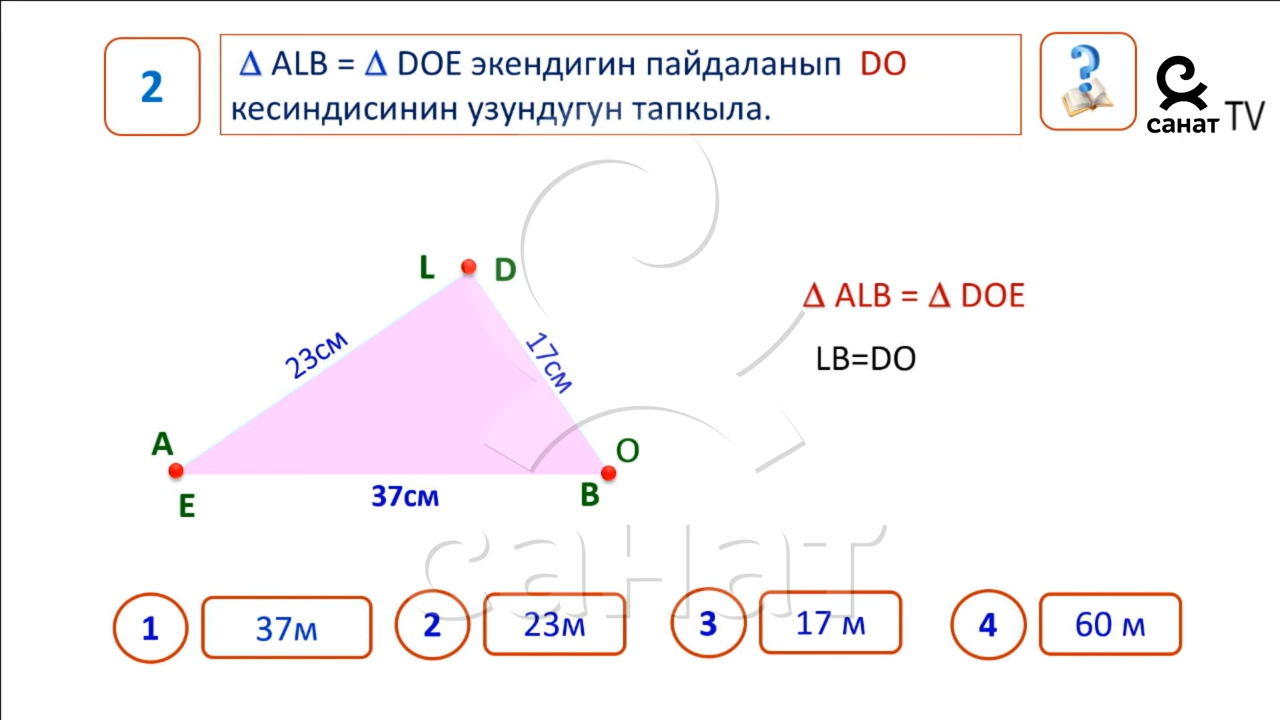 2
Δ ALB = Δ DOE экендигин пайдаланып DO
кесиндисинин узундугун тапкыла.
?
санат TV
L D
23см
17см
Δ ALB = Δ DOE
LB=DO
A
O
E
37см
B
санат
1 37м
2 23м
3 17 м
4 60 м